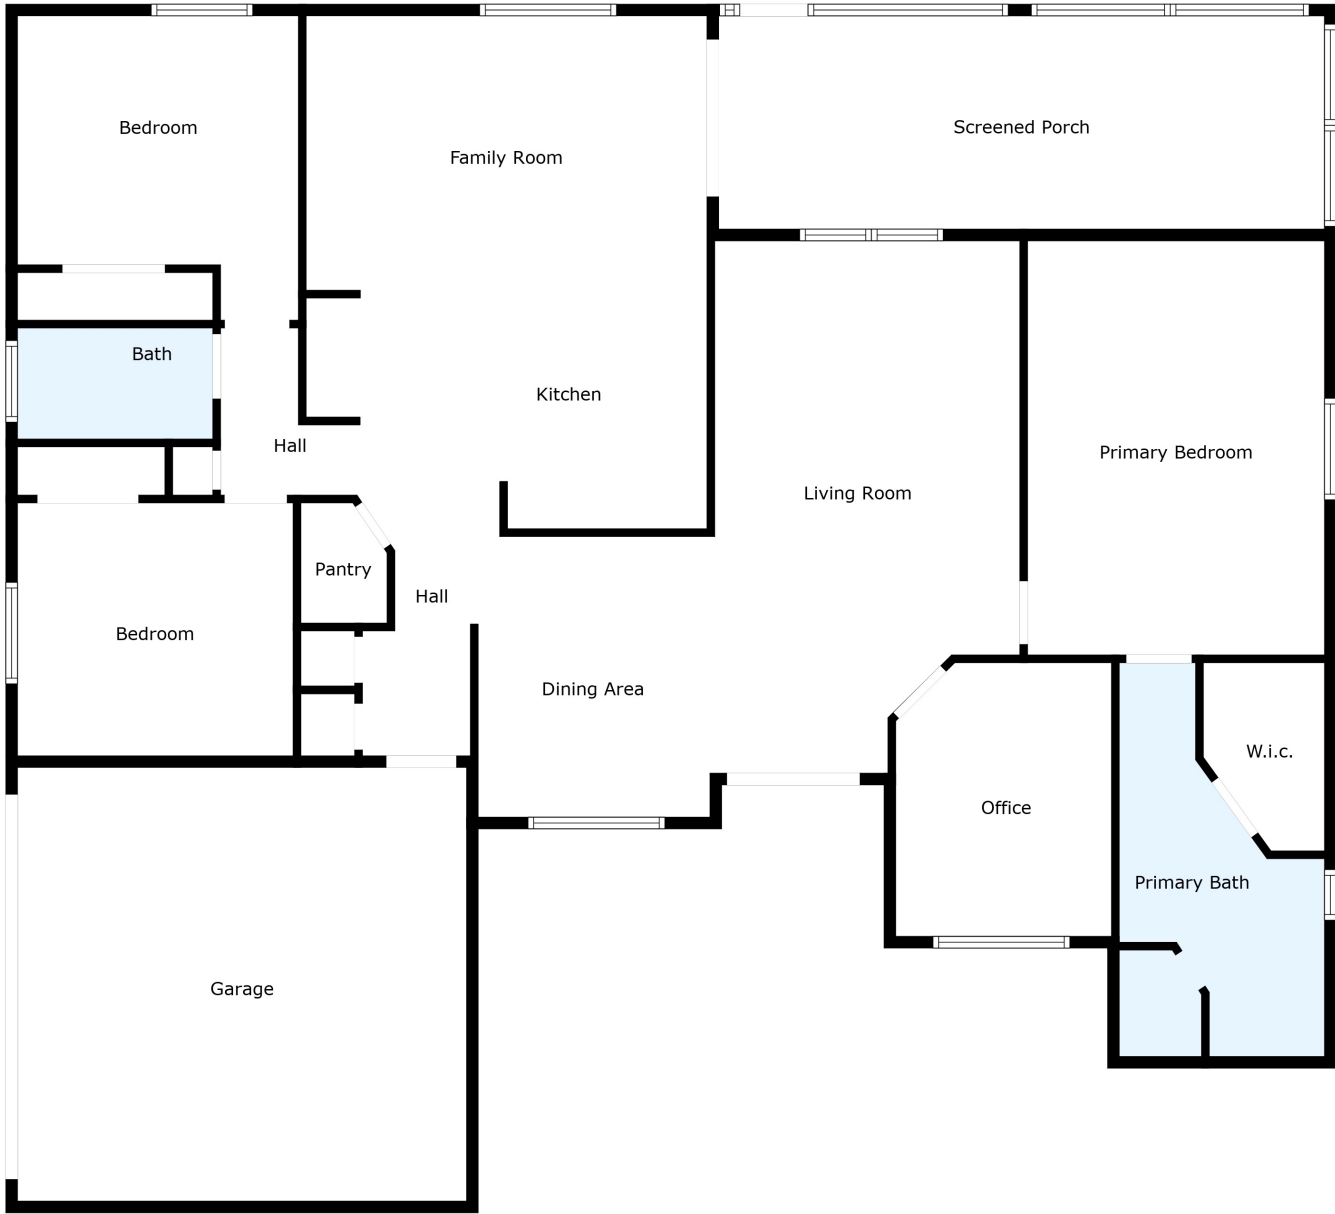 Bedroom
Family Room
Screened Porch
Bath
Kitchen
Hall
Primary Bedroom
Living Room
Pantry
Hall
Bedroom
Dining Area
W.i.c.
Office
Primary Bath
Garage